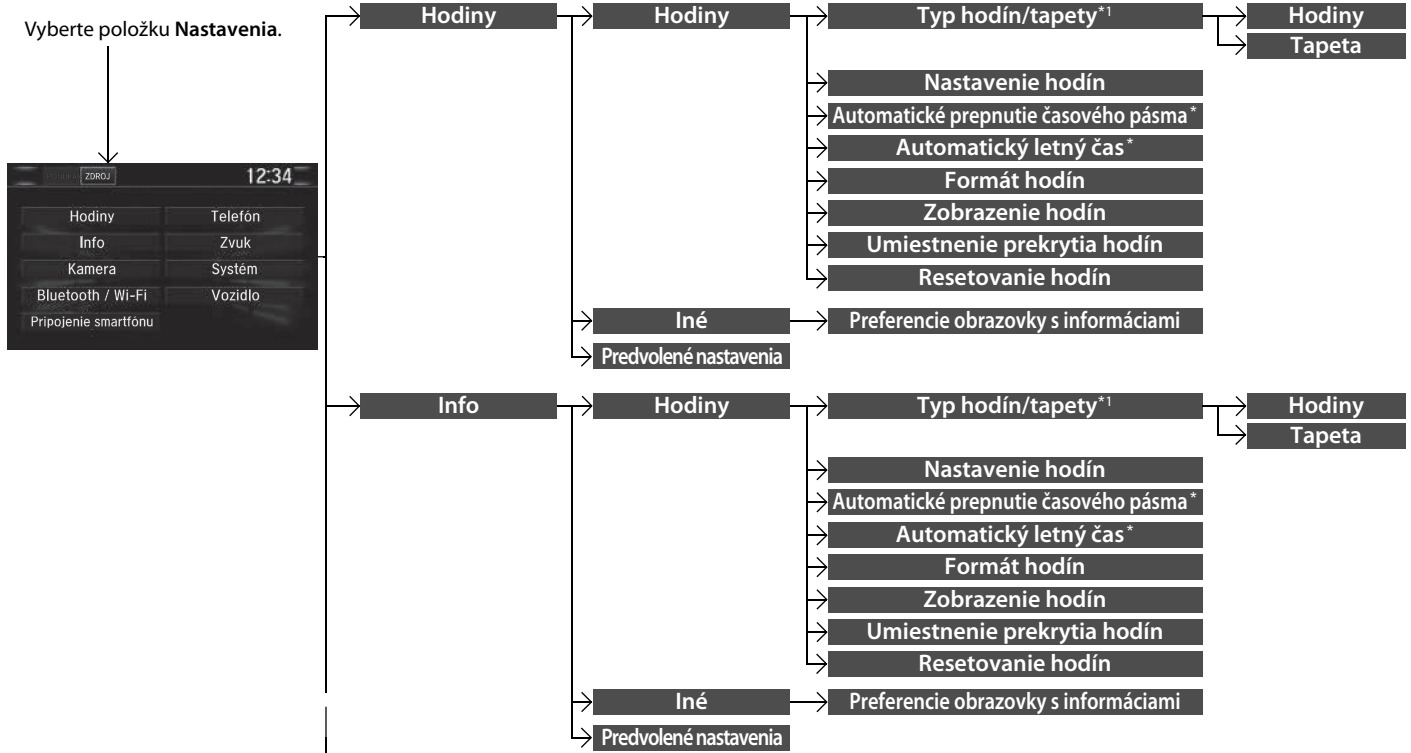 Vyberte položku Nastavenia.
ZDROJ 12:34
Hodiny Telefón
Info Zvuk
Kamera Systém
Bluetooth / Wi-Fi Vozidlo
Pripojenie smartfónu
Hodiny Hodiny Typ hodín/tapety*1 Hodiny
Tapeta
Nastavenie hodín
Automatické prepnutie časového pásma*
Automatický letný čas*
Formát hodín
Zobrazenie hodín
Umiestnenie prekrytia hodín
Resetovanie hodín
Iné Preferencie obrazovky s informáciami
Predvolené nastavenia
Info Hodiny Typ hodín/tapety*1 Hodiny
Tapeta
Nastavenie hodín
Automatické prepnutie časového pásma*
Automatický letný čas*
Formát hodín
Zobrazenie hodín
Umiestnenie prekrytia hodín
Resetovanie hodín
Iné Preferencie obrazovky s informáciami
Predvolené nastavenia